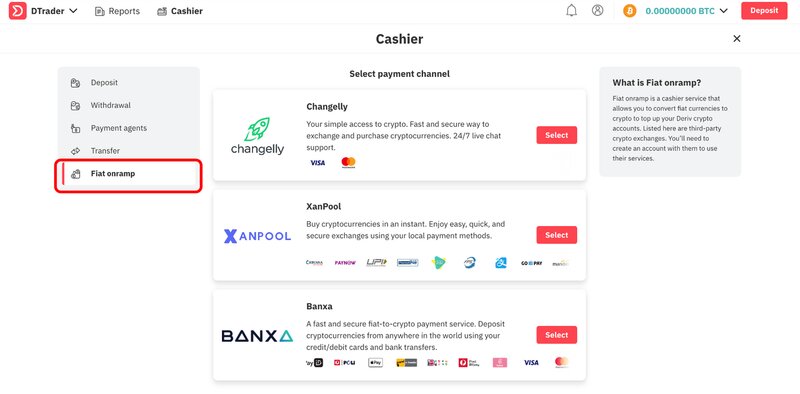 DTrader
Reports
Cashier
0.00000000 BTC
Deposit
Cashier
Deposit
Withdrawal
Payment agents
Transfer
Fiat onramp
Select payment channel
changelly
Changelly
Your simple access to crypto. Fast and secure way to
exchange and purchase cryptocurrencies. 24/7 live chat
support.
VISA
Select
XANPOOL
XanPool
Buy cryptocurrencies in an instant. Enjoy easy, quick, and
secure exchanges using your local payment methods.
PAYNOW
UPI
FPS
GO PAY
Select
BANXA
Banxa
A fast and secure fiat-to-crypto payment service. Deposit
cryptocurrencies from anywhere in the world using your
credit/debit cards and bank transfers.
POLi
Pay
VISA
Select
What is Fiat onramp?
Fiat onramp is a cashier service that
allows you to convert fiat currencies to
crypto to top up your Deriv crypto
accounts. Listed here are third-party
crypto exchanges. You'll need to
create an account with them to use
their services.